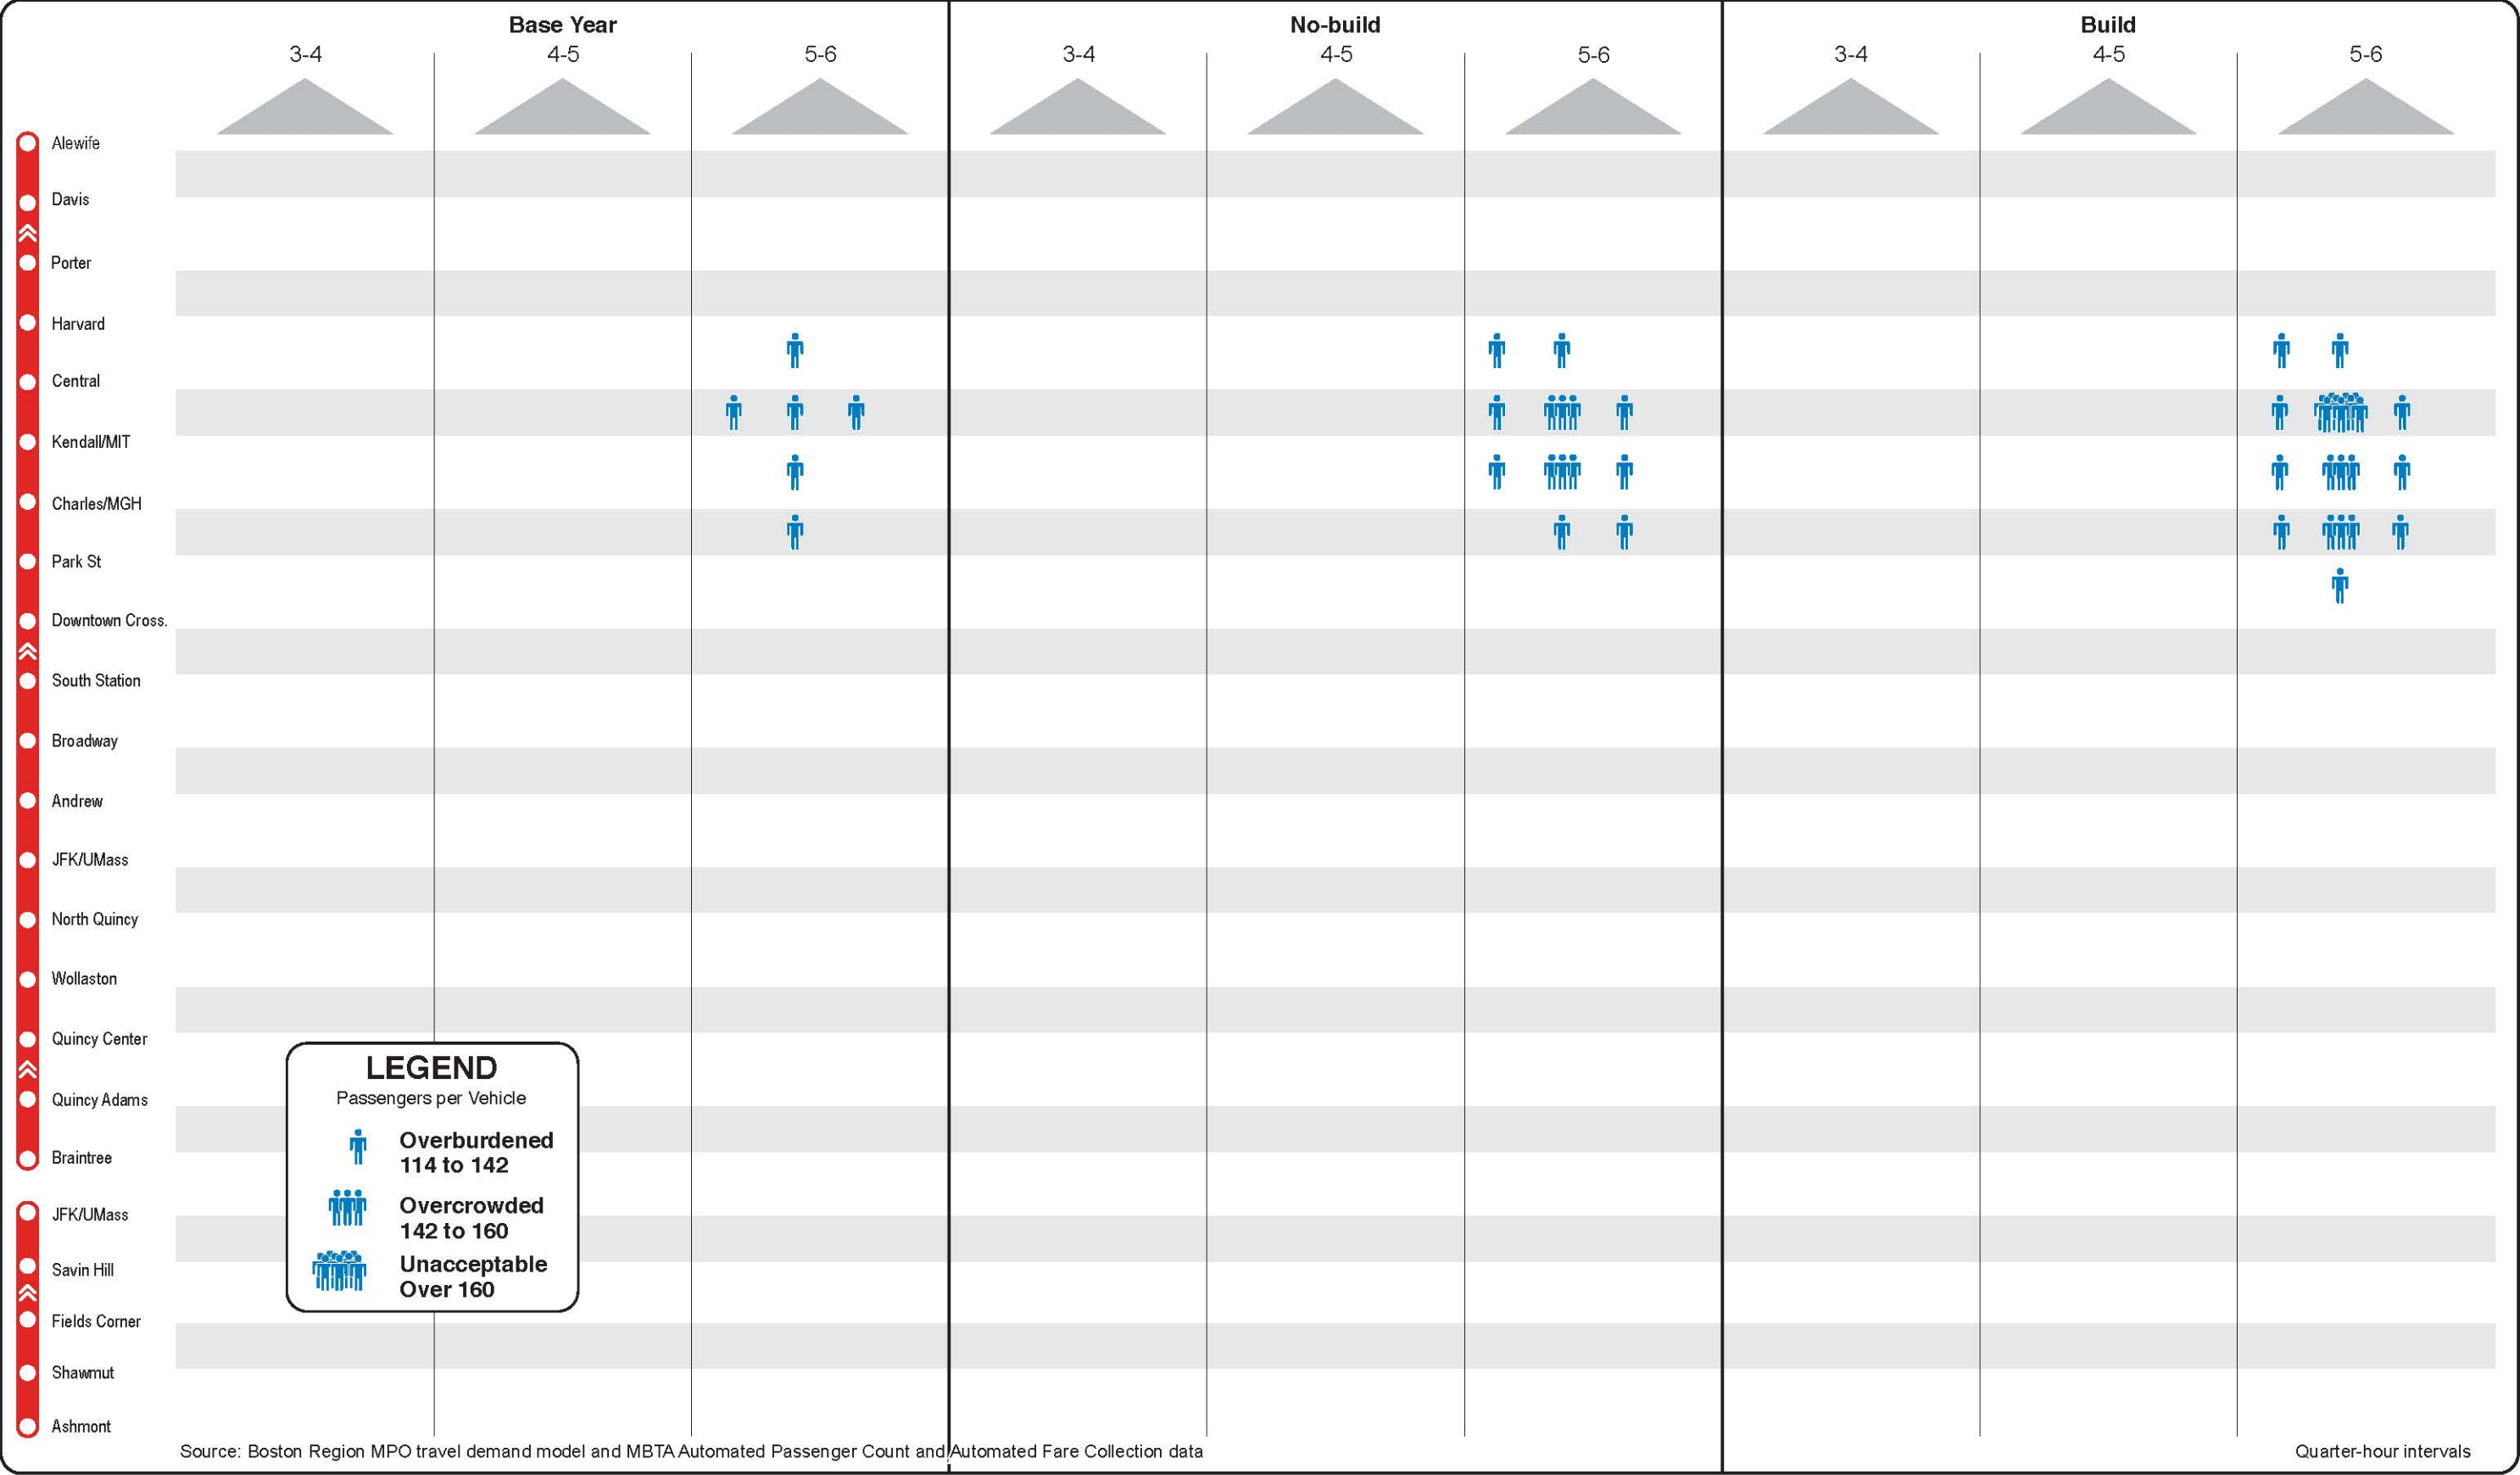 Base Year
No-build
Build
3-4
4-5
5-6
3-4
4-5
5-6
3-4
4-5
5-6
Alewife
Davis
Porter
Harvard
Central
Kendall/MIT
Charles/MGH
Park St
Downtown Cross.
South Station
Broadway
Andrew
JFK/UMass
North Quincy
Wollaston
Quincy Center
Quincy Adams
Braintree
JFK/UMass
Savin Hill
Fields Corner
Shawmut
Ashmont
LEGEND
Passengers per Vehicle
Overburdened
114 to 142
Overcrowded
142 to 160
Unacceptable
Over 160
Source: Boston Region MPO travel demand model and MBTA Automated Passenger Count and Automated Fare Collection data
Quarter-hour intervals